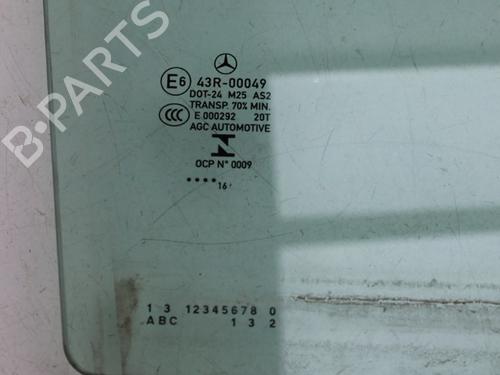 E6 43R-00049
DOT-24 M25 AS2
TRANSP. 70% MIN.
CCC E 000292 20T
AGC AUTOMOTIVE
N
OCP N° 0009
•••• 16
1 3 12345678 0
ABC 1 3 2
B-PARTS